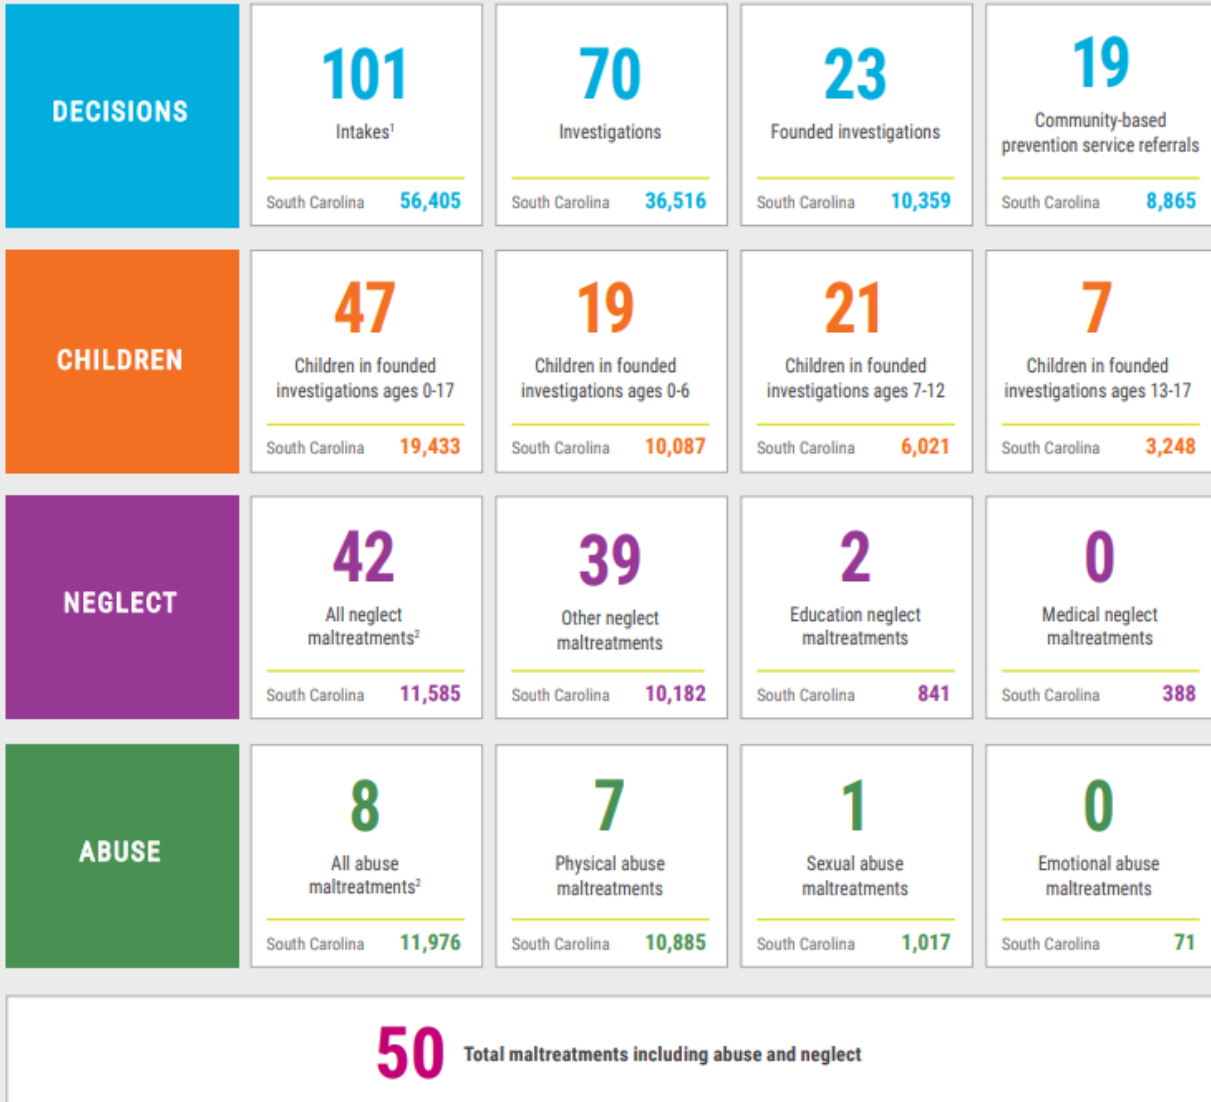 DECISIONS
101
Intakes¹
South Carolina 56,405
70
Investigations
South Carolina 36,516
23
Founded investigations
South Carolina 10,359
19
Community-based
prevention service referrals
South Carolina 8,865
CHILDREN
47
Children in founded
investigations ages 0-17
South Carolina 19,433
19
Children in founded
investigations ages 0-6
South Carolina 10,087
21
Children in founded
investigations ages 7-12
South Carolina 6,021
7
Children in founded
investigations ages 13-17
South Carolina 3,248
NEGLECT
42
All neglect
maltreatments²
South Carolina 11,585
39
Other neglect
maltreatments
South Carolina 10,182
2
Education neglect
maltreatments
South Carolina 841
0
Medical neglect
maltreatments
South Carolina 388
ABUSE
8
All abuse
maltreatments²
South Carolina 11,976
7
Physical abuse
maltreatments
South Carolina 10,885
1
Sexual abuse
maltreatments
South Carolina 1,017
0
Emotional abuse
maltreatments
South Carolina 71
50 Total maltreatments including abuse and neglect